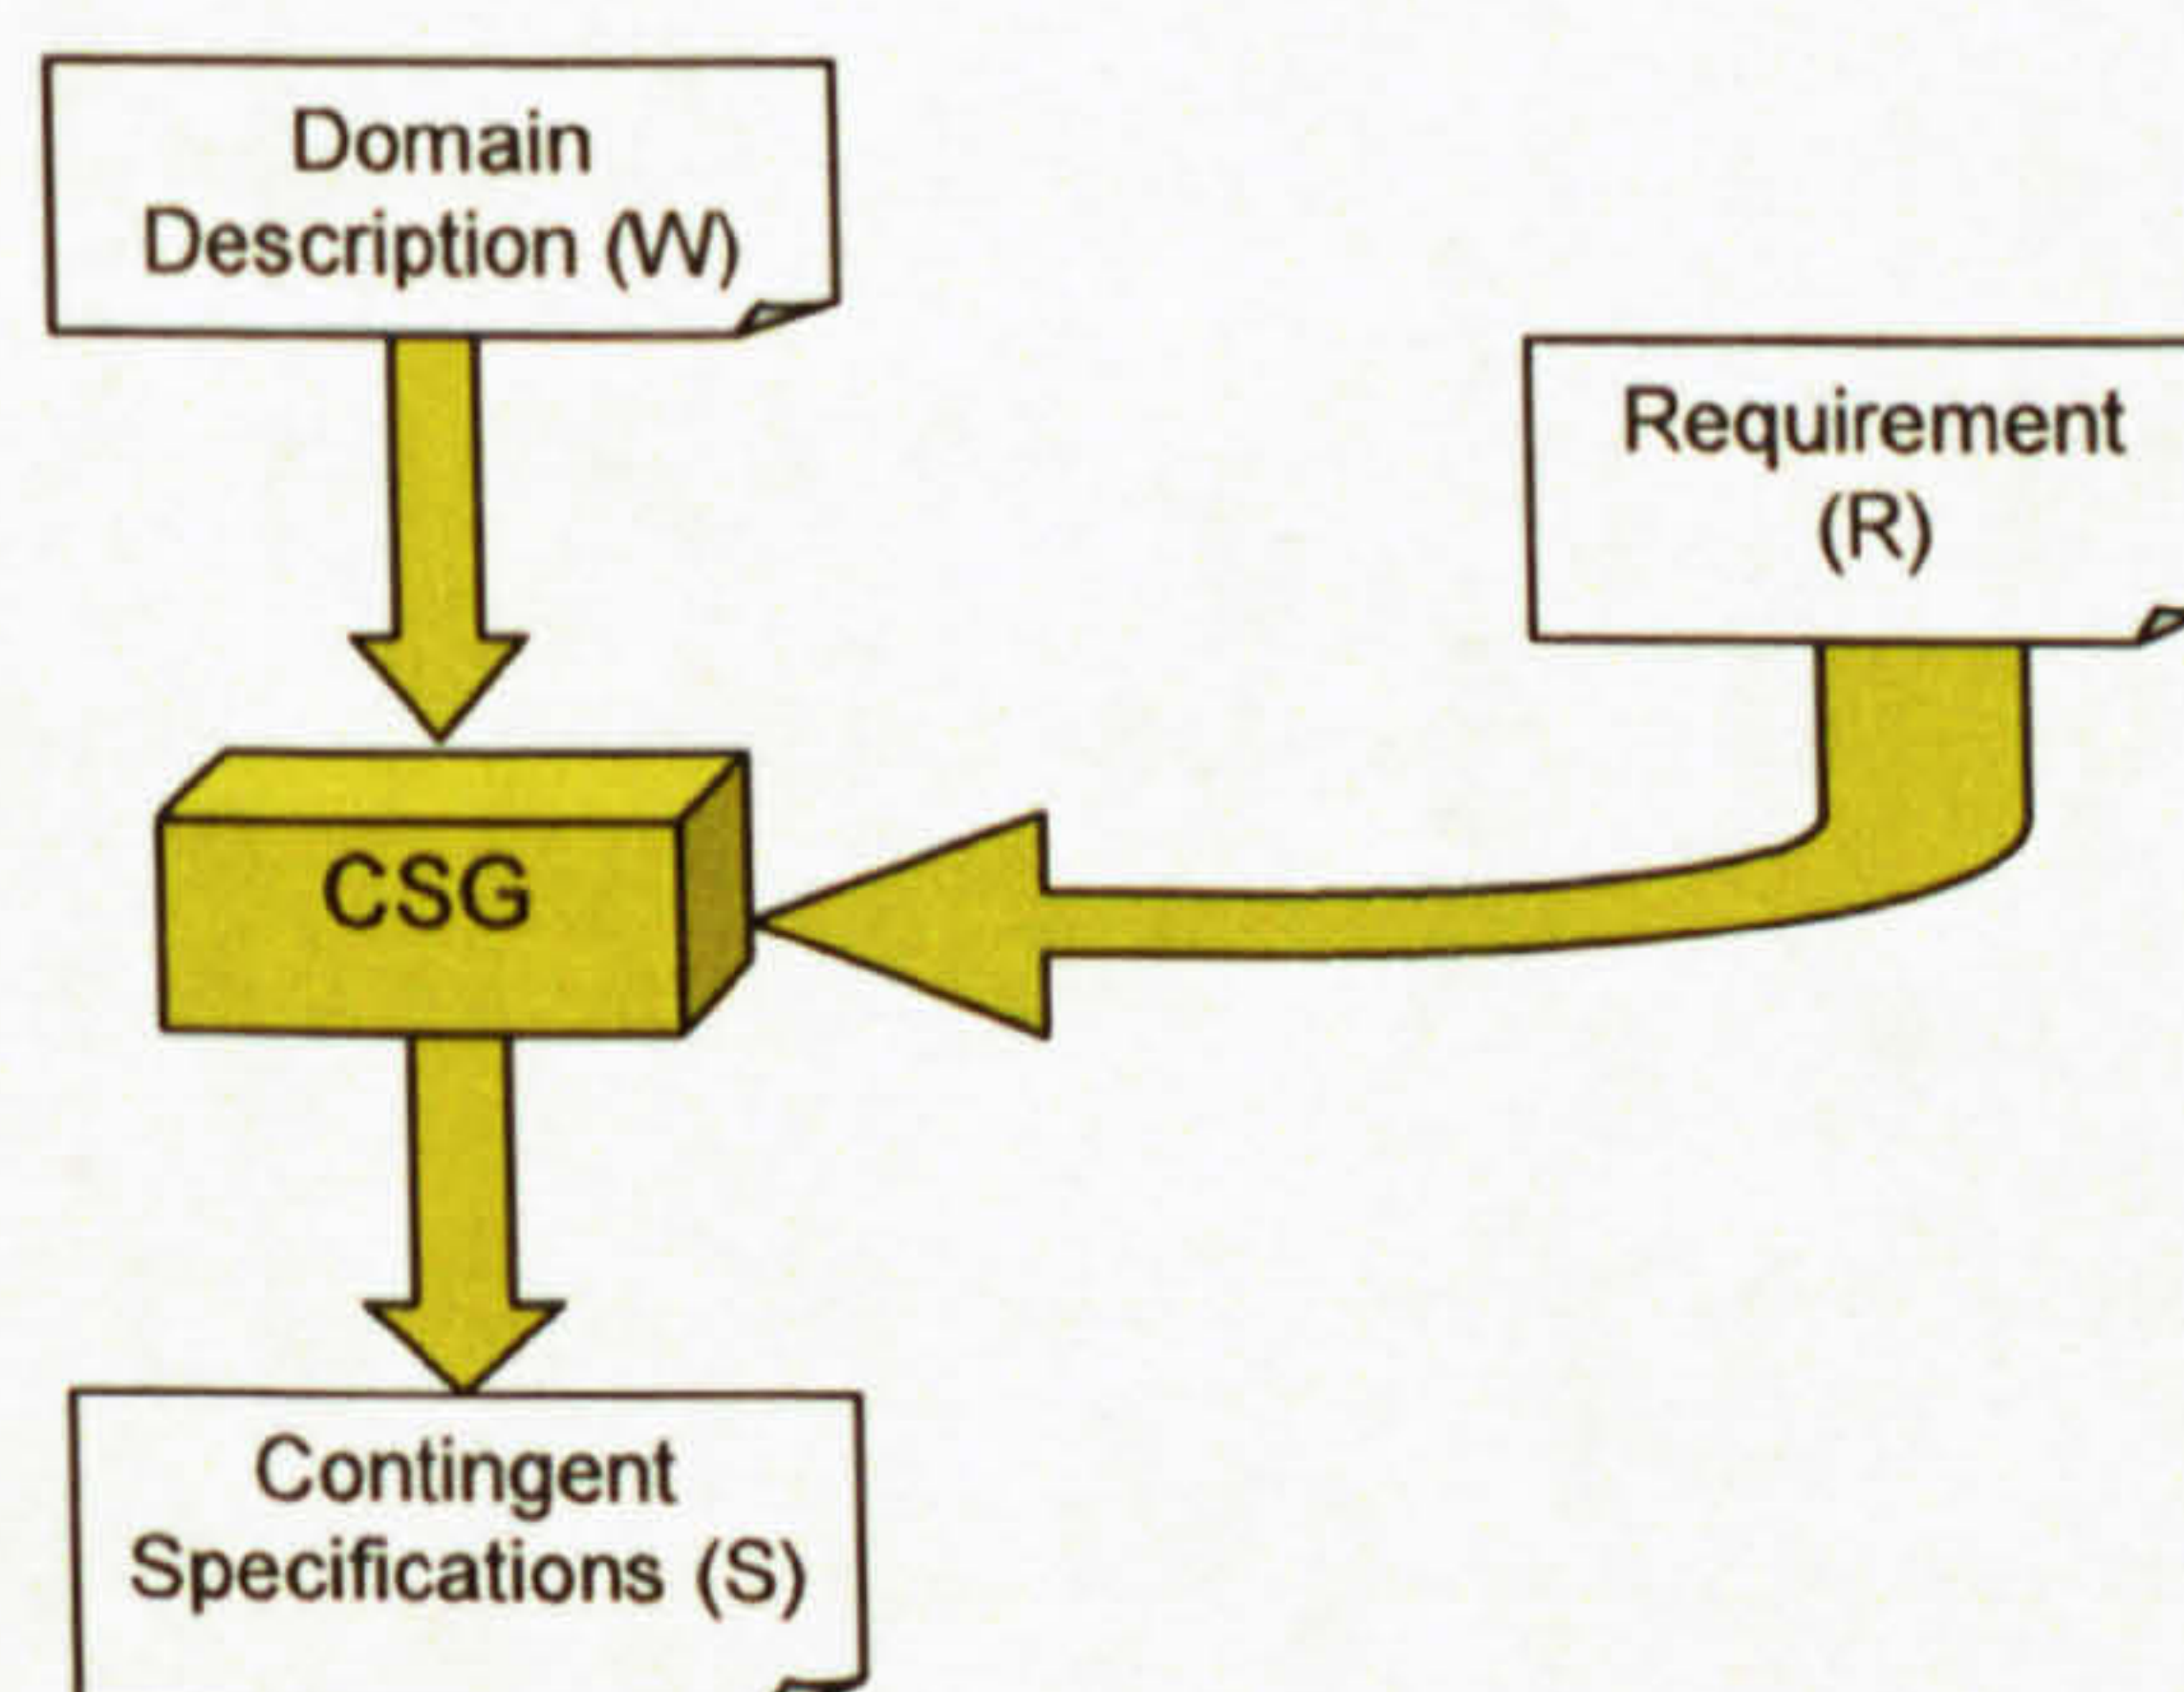 Domain
Description (W)
Requirement
(R)
CSG
Contingent
Specifications (S)